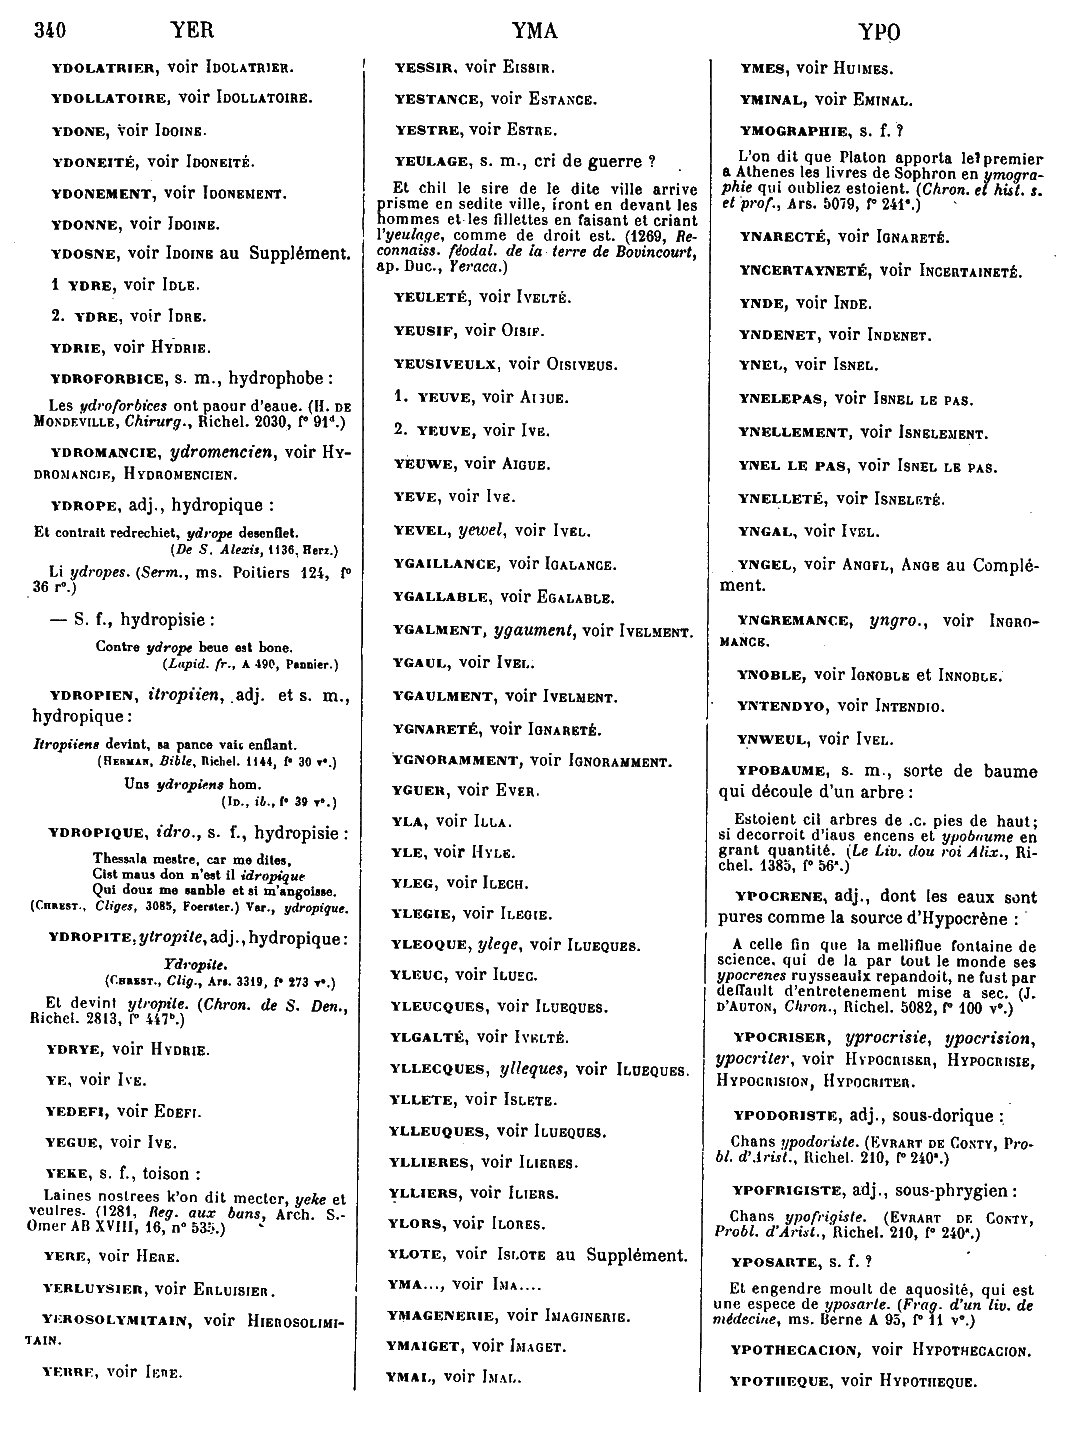 340 YER YMA YPO
YDOLATRIER, voir IDOLATRIER.
YDOLLATOIRE, voir IDOLLATOIRE.
YDONE, voir IDOINE.
YDONEITÉ, voir IDONEITÉ.
YDONEMENT, voir IDONEMENT.
YDONNE, voir IDOINE.
YDOSNE, voir IDOINE au Supplément.
1 YDRE, voir IDLE.
2. YDRE, voir IDRE.
YDRIE, voir HYDRIE.
YDROFORBICE, s. m., hydrophobe :
Les ydroforbices ont paour d'eaue. (H. DE
MONDEVILLE, Chirurg., Richel. 2030, f° 91ᵈ.)
YDROMANCIE, ydromencien, voir HY-
DROMANCIE, HYDROMENCIEN.
YDROPE, adj., hydropique :
Et contrait redrechiet, ydrope desenflet.
(De S. Alexis, 1136, Herz.)
Li ydropes. (Serm., ms. Poitiers 124, f°
36 r°.)
— S. f., hydropisie :
Contre ydrope beue est bone.
(Lapid. fr., A 490, Pannier.)
YDROPIEN, itropiien, adj. et s. m.,
hydropique :
Itropiiens devint, sa pance vait enflant.
(HERMAN, Bible, Richel. 1144, f° 30 v°.)
Uns ydropiens hom.
(ID., ib., f° 39 v°.)
YDROPIQUE, idro., s. f., hydropisie :
Thessala mestre, car me dites,
Cist maus don n'est il idropique
Qui douz me sanble et si m'angoisse.
(CHREST., Cliges, 3085, Foerster.) Var., ydropique.
YDROPITE, ytropite, adj., hydropique :
Ydropite.
(CHREST., Clig., Ars. 3319, f° 273 v°.)
Et devint ytropite. (Chron. de S. Den.,
Richel. 2813, f° 447ᵇ.)
YDRYE, voir HYDRIE.
YE, voir IVE.
YEDEFI, voir EDEFI.
YEGUE, voir IVE.
YEKE, s. f., toison :
Laines nostrees k'on dit mecter, yeke et
veulres. (1281, Reg. aux bans, Arch. S.-
Omer AB XVIII, 16, n° 535.)
YERE, voir HERE.
YERLUYSIER, voir ERLUISIER.
YEROSOLYMITAIN, voir HIEROSOLIMI-
TAIN.
YERRE, voir IERE.
YESSIR, voir EISSIR.
YESTANCE, voir ESTANCE.
YESTRE, voir ESTRE.
YEULAGE, s. m., cri de guerre ?
Et chil le sire de le dite ville arrive
prisme en sedite ville, iront en devant les
hommes et les fillettes en faisant et criant
l'yeulage, comme de droit est. (1269, Re-
connaiss. féodal. de la terre de Bovincourt,
ap. Duc., Yeraca.)
YEULETÉ, voir IVELTÉ.
YEUSIF, voir OISIF.
YEUSIVEULX, voir OISIVEUS.
1. YEUVE, voir AIGUE.
2. YEUVE, voir IVE.
YEUWE, voir AIGUE.
YEVE, voir IVE.
YEVEL, yewel, voir IVEL.
YGAILLANCE, voir IGALANCE.
YGALLABLE, voir EGALABLE.
YGALMENT, ygaument, voir IVELMENT.
YGAUL, voir IVEL.
YGAULMENT, voir IVELMENT.
YGNARETÉ, voir IGNARETÉ.
YGNORAMMENT, voir IGNORAMMENT.
YGUER, voir EVER.
YLA, voir ILLA.
YLE, voir HYLE.
YLEG, voir ILECH.
YLEGIE, voir ILEGIE.
YLEOQUE, yleqe, voir ILUEQUES.
YLEUC, voir ILUEC.
YLEUCQUES, voir ILUEQUES.
YLGALTÉ, voir IVELTÉ.
YLLECQUES, ylleques, voir ILUEQUES.
YLLETE, voir ISLETE.
YLLEUQUES, voir ILUEQUES.
YLLIERES, voir ILIERES.
YLLIERS, voir ILIERS.
YLORS, voir ILORES.
YLOTE, voir ISLOTE au Supplément.
YMA..., voir IMA....
YMAGENERIE, voir IMAGINERIE.
YMAIGET, voir IMAGET.
YMAL, voir IMAL.
YMES, voir HUIMES.
YMINAL, voir EMINAL.
YMOGRAPHIE, s. f. ?
L'on dit que Platon apporta le premier
a Athenes les livres de Sophron en ymogra-
phie qui oubliez estoient. (Chron. et hist. s.
et prof., Ars. 5079, f° 241ᵃ.)
YNARECTÉ, voir IGNARETÉ.
YNCERTAYNETÉ, voir INCERTAINETÉ.
YNDE, voir INDE.
YNDENET, voir INDENET.
YNEL, voir ISNEL.
YNELEPAS, voir ISNEL LE PAS.
YNELLEMENT, voir ISNELEMENT.
YNEL LE PAS, voir ISNEL LE PAS.
YNELLETÉ, voir ISNELETÉ.
YNGAL, voir IVEL.
YNGEL, voir ANGEL, ANGE au Complé-
ment.
YNGREMANCE, yngro., voir INGRO-
MANCE.
YNOBLE, voir IGNOBLE et INNOBLE.
YNTENDYO, voir INTENDIO.
YNWEUL, voir IVEL.
YPOBAUME, s. m., sorte de baume
qui découle d'un arbre :
Estoient cil arbres de .c. pies de haut;
si decorroit d'iaus encens et ypobaume en
grant quantité. (Le Liv. dou roi Alix., Ri-
chel. 1385, f° 56ᵃ.)
YPOCRENE, adj., dont les eaux sont
pures comme la source d'Hypocrène :
A celle fin que la melliflue fontaine de
science, qui de la par tout le monde ses
ypocrenes ruysseaulx repandoit, ne fust par
deffault d'entretenement mise a sec. (J.
D'AUTON, Chron., Richel. 5082, f° 100 v°.)
YPOCRISER, yprocrisie, ypocrision,
ypocriter, voir HYPOCRISER, HYPOCRISIE,
HYPOCRISION, HYPOCRITER.
YPODORISTE, adj., sous-dorique :
Chans ypodoriste. (EVRART DE CONTY, Pro-
bl. d'Arist., Richel. 210, f° 240ᵃ.)
YPOFRIGISTE, adj., sous-phrygien :
Chans ypofrigiste. (EVRART DE CONTY,
Probl. d'Arist., Richel. 210, f° 240ᵃ.)
YPOSARTE, s. f. ?
Et engendre moult de aquosité, qui est
une espece de yposarte. (Frag. d'un liv. de
médecine, ms. Berne A 95, f° 11 v°.)
YPOTHECACION, voir HYPOTHECACION.
YPOTHEQUE, voir HYPOTHEQUE.